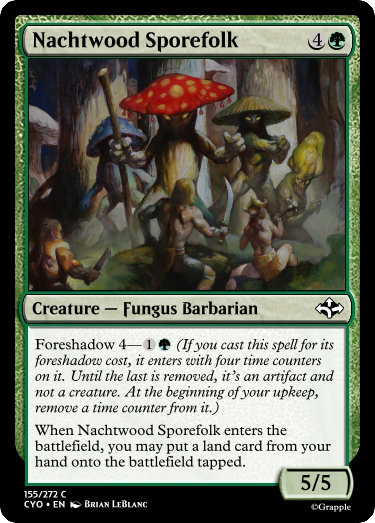 Nachtwood Sporefolk 4
Creature — Fungus Barbarian
Foreshadow 4—1 (If you cast this spell for its
foreshadow cost, it enters with four time counters
on it. Until the last is removed, it's an artifact and
not a creature. At the beginning of your upkeep,
remove a time counter from it.)
When Nachtwood Sporefolk enters the
battlefield, you may put a land card from your
hand onto the battlefield tapped.
5/5
155/272 C
CYO • EN Brian LeBlanc
©Grapple